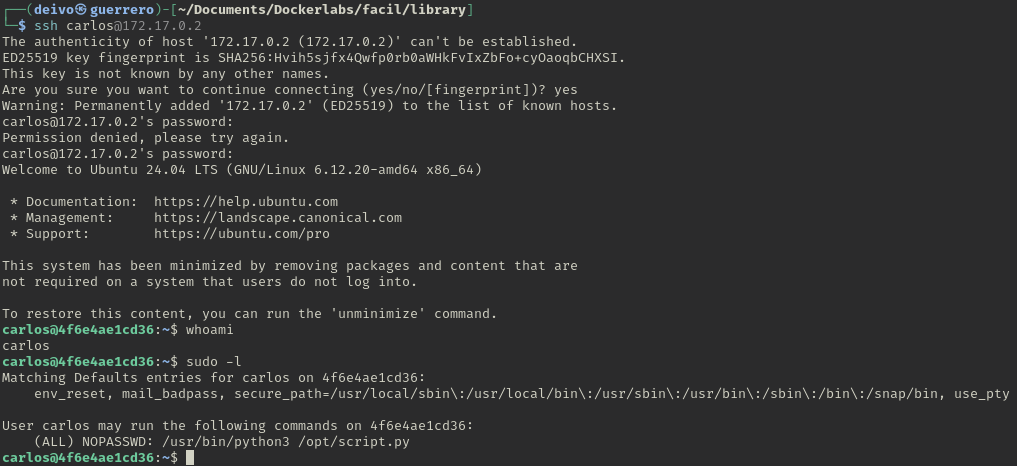 ┌──(deivo㉿guerrero)-[~/Documents/Dockerlabs/facil/library]
└─$ ssh carlos@172.17.0.2
The authenticity of host '172.17.0.2 (172.17.0.2)' can't be established.
ED25519 key fingerprint is SHA256:Hvih5sjfx4Qwfp0rb0aWHkFvIxZbFo+cyOaoqbCHXSI.
This key is not known by any other names.
Are you sure you want to continue connecting (yes/no/[fingerprint])? yes
Warning: Permanently added '172.17.0.2' (ED25519) to the list of known hosts.
carlos@172.17.0.2's password:
Permission denied, please try again.
carlos@172.17.0.2's password:
Welcome to Ubuntu 24.04 LTS (GNU/Linux 6.12.20-amd64 x86_64)

 * Documentation:  https://help.ubuntu.com
 * Management:     https://landscape.canonical.com
 * Support:        https://ubuntu.com/pro

This system has been minimized by removing packages and content that are
not required on a system that users do not log into.

To restore this content, you can run the 'unminimize' command.
carlos@4f6e4ae1cd36:~$ whoami
carlos
carlos@4f6e4ae1cd36:~$ sudo -l
Matching Defaults entries for carlos on 4f6e4ae1cd36:
    env_reset, mail_badpass, secure_path=/usr/local/sbin\:/usr/local/bin\:/usr/sbin\:/usr/bin\:/sbin\:/bin\:/snap/bin, use_pty

User carlos may run the following commands on 4f6e4ae1cd36:
    (ALL) NOPASSWD: /usr/bin/python3 /opt/script.py
carlos@4f6e4ae1cd36:~$